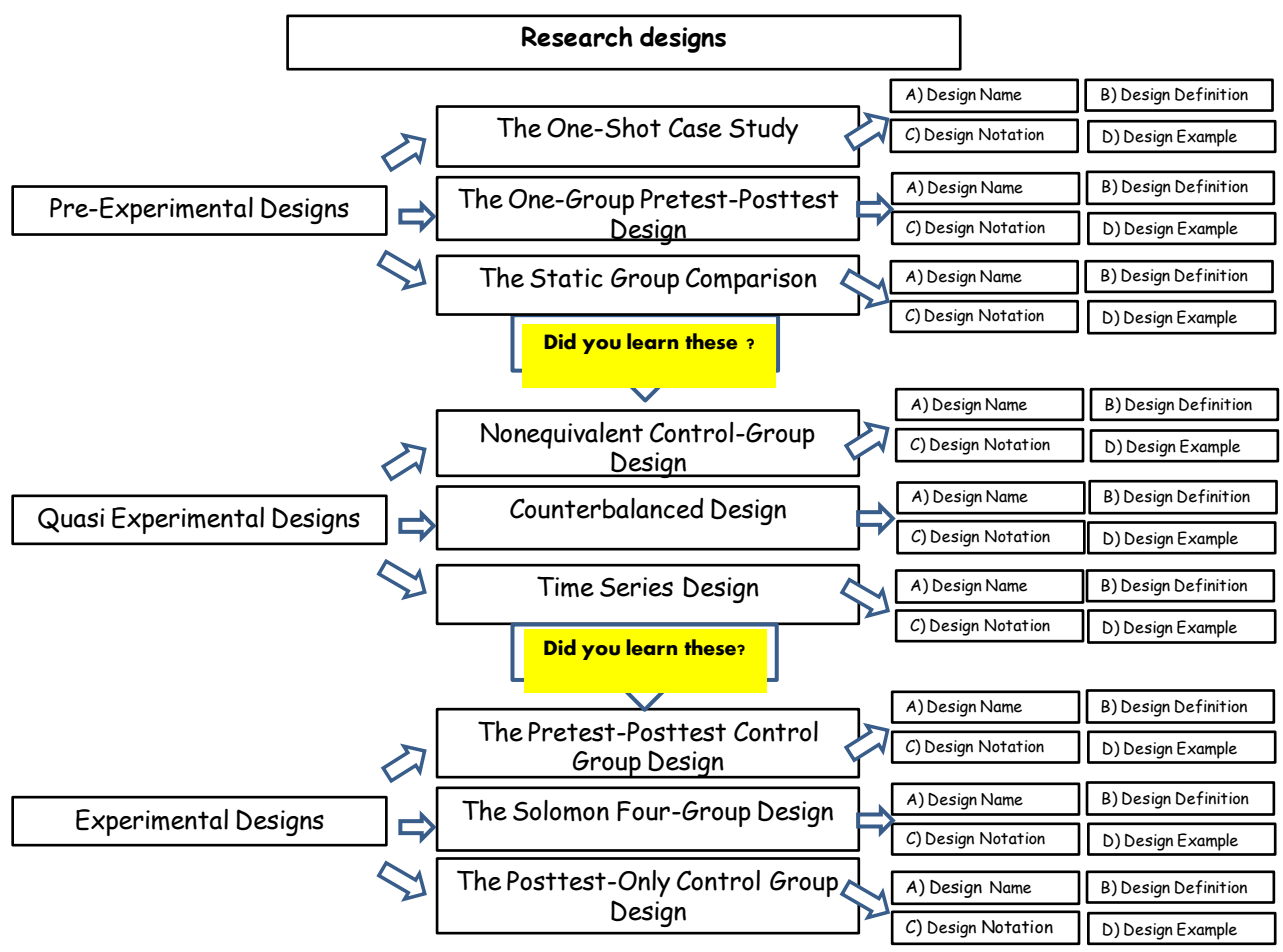 Research designs
Pre-Experimental Designs
The One-Shot Case Study
A) Design Name
B) Design Definition
C) Design Notation
D) Design Example
The One-Group Pretest-Posttest
Design
A) Design Name
B) Design Definition
C) Design Notation
D) Design Example
The Static Group Comparison
A) Design Name
B) Design Definition
C) Design Notation
D) Design Example
Did you learn these ?
Quasi Experimental Designs
Nonequivalent Control-Group
Design
A) Design Name
B) Design Definition
C) Design Notation
D) Design Example
Counterbalanced Design
A) Design Name
B) Design Definition
C) Design Notation
D) Design Example
Time Series Design
A) Design Name
B) Design Definition
C) Design Notation
D) Design Example
Did you learn these?
Experimental Designs
The Pretest-Posttest Control
Group Design
A) Design Name
B) Design Definition
C) Design Notation
D) Design Example
The Solomon Four-Group Design
A) Design Name
B) Design Definition
C) Design Notation
D) Design Example
The Posttest-Only Control Group
Design
A) Design Name
B) Design Definition
C) Design Notation
D) Design Example